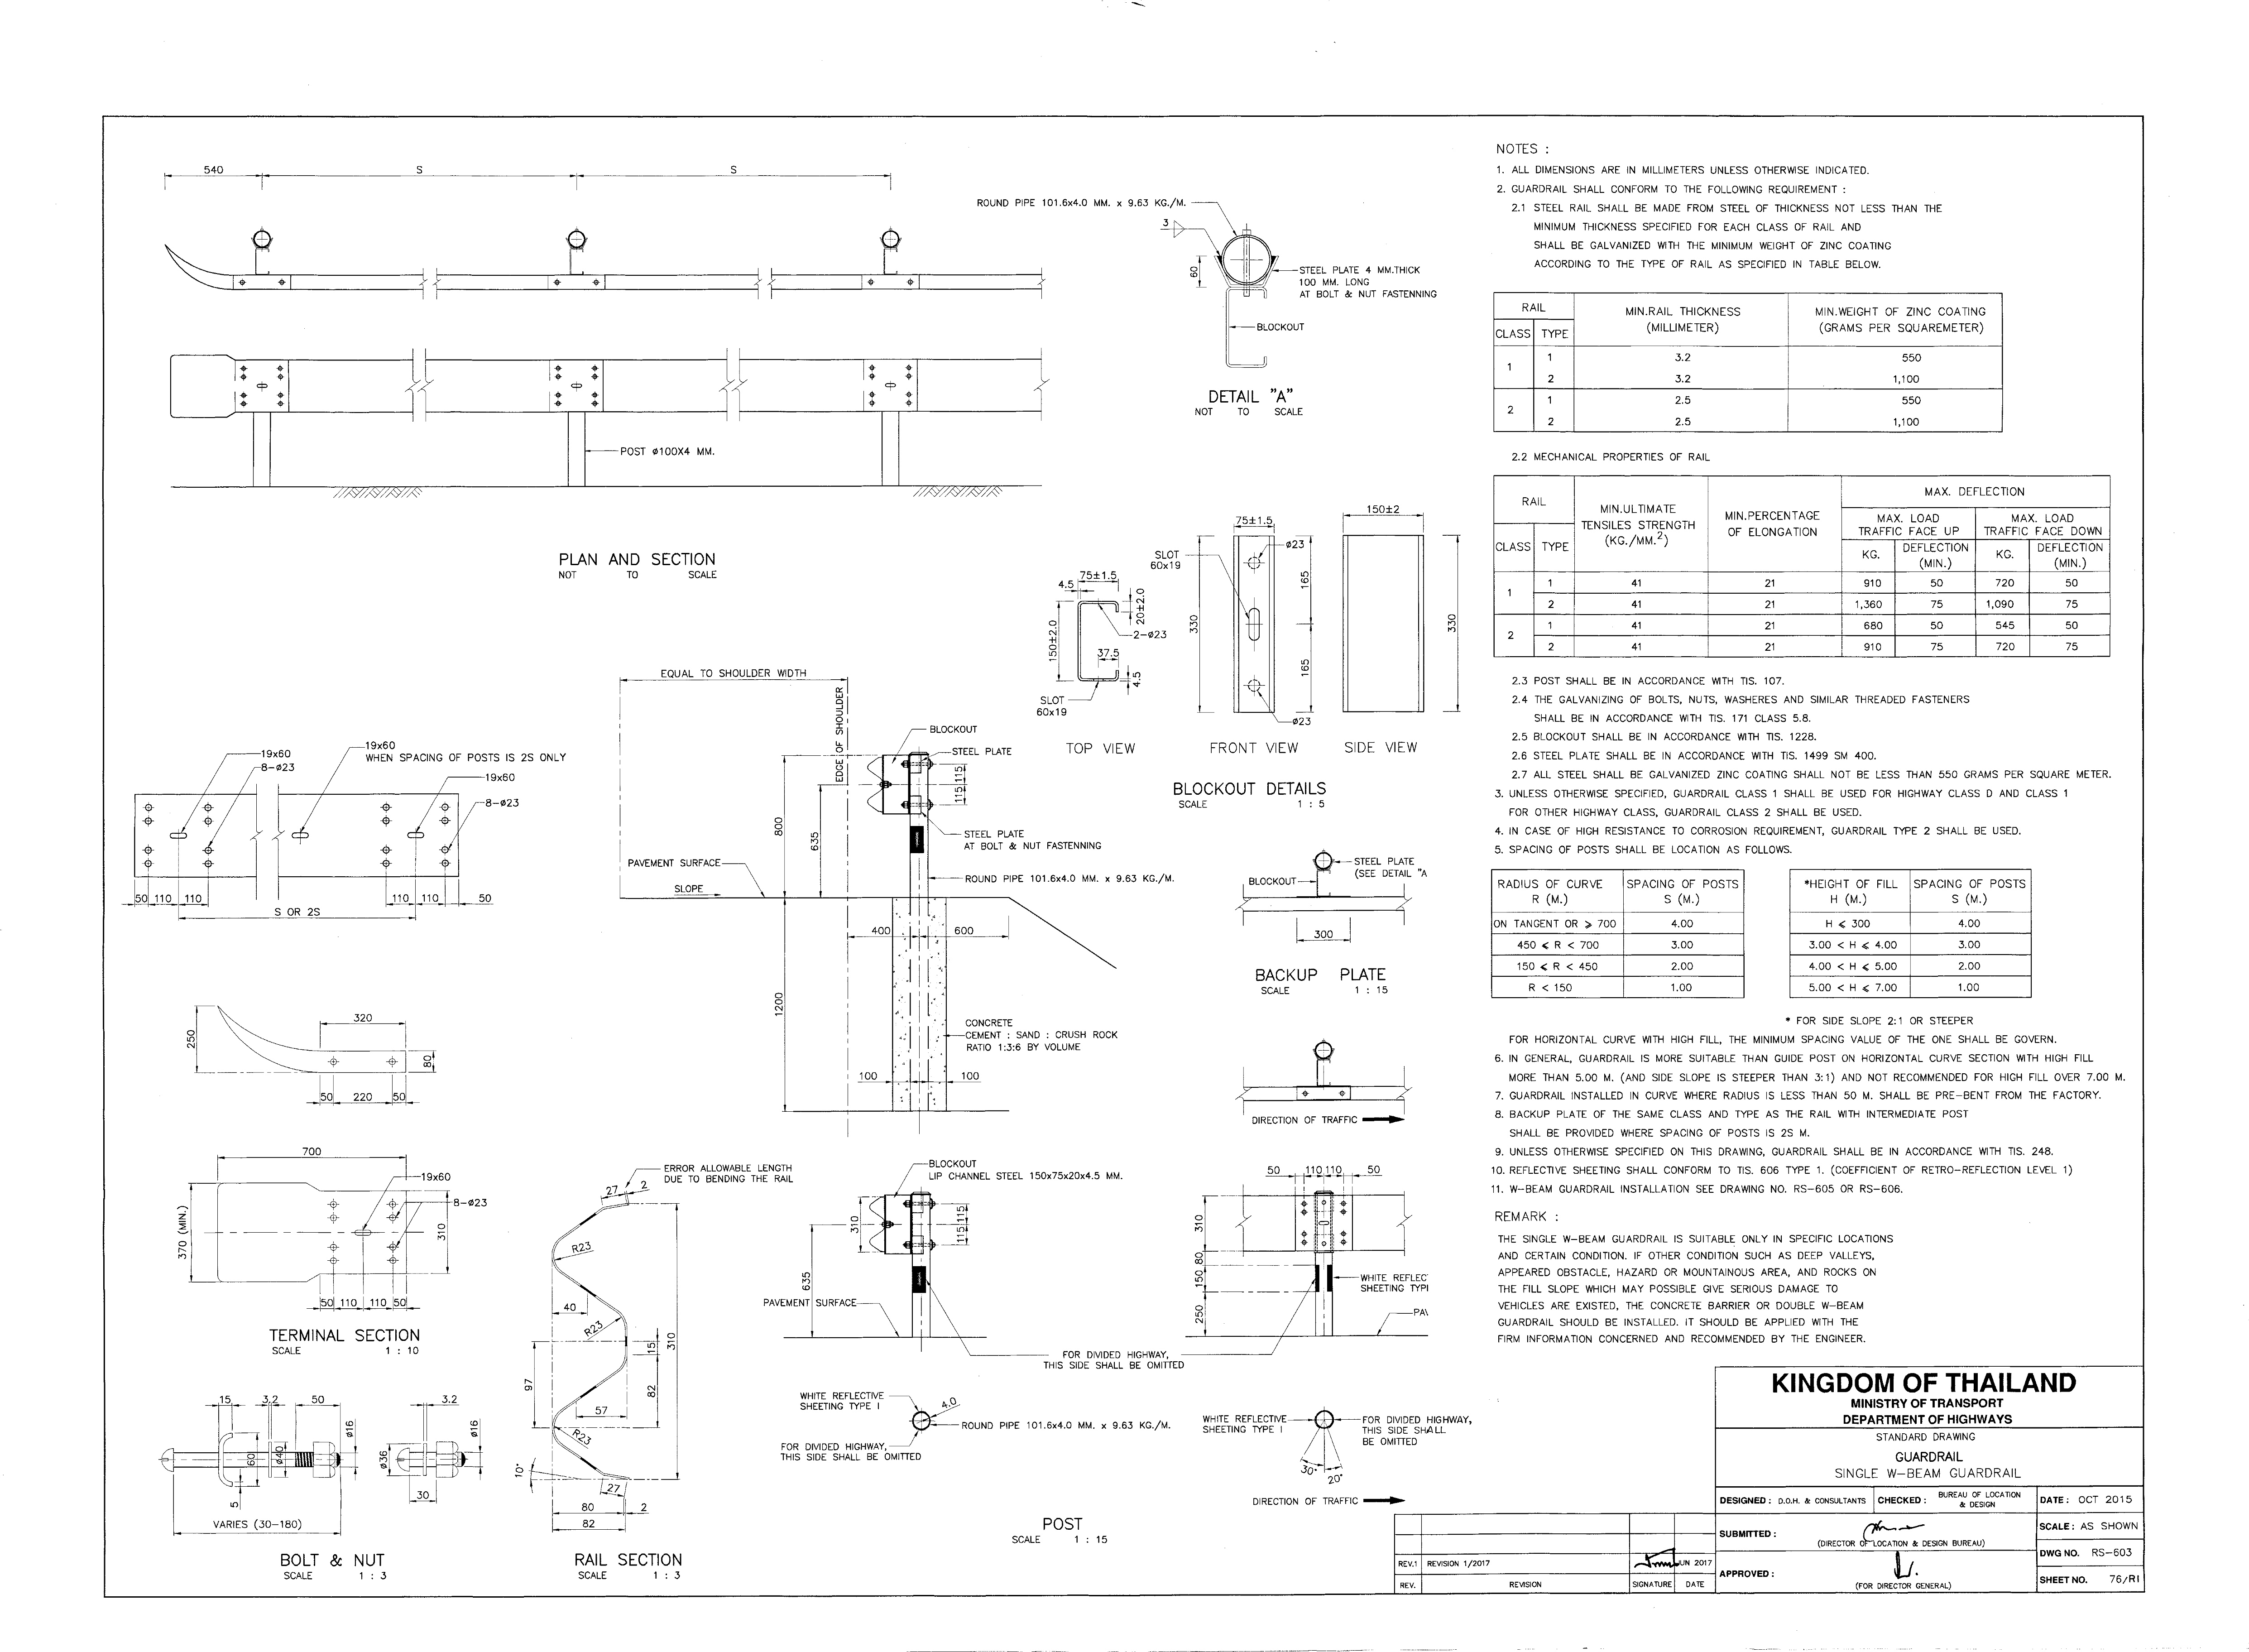 540
S
S
POST ø100X4 MM.
PLAN AND SECTION
NOT TO SCALE
ROUND PIPE 101.6x4.0 MM. x 9.63 KG./M.
3
60
STEEL PLATE 4 MM.THICK
100 MM. LONG
AT BOLT & NUT FASTENNING
BLOCKOUT
DETAIL "A"
NOT TO SCALE
19x60
8-ø23
19x60
WHEN SPACING OF POSTS IS 2S ONLY
19x60
8-ø23
50 110 110
110 110 50
S OR 2S
EQUAL TO SHOULDER WIDTH
EDGE OF SHOULDER
BLOCKOUT
STEEL PLATE
115
115
800
635
STEEL PLATE
AT BOLT & NUT FASTENNING
PAVEMENT SURFACE
SLOPE
ROUND PIPE 101.6x4.0 MM. x 9.63 KG./M.
400
600
1200
CONCRETE
CEMENT : SAND : CRUSH ROCK
RATIO 1:3:6 BY VOLUME
100
100
75±1.5
4.5
20±2.0
150±2.0
2-ø23
37.5
4.5
SLOT
60x19
TOP VIEW
75±1.5
ø23
SLOT
60x19
330
165
165
ø23
FRONT VIEW
150±2
330
SIDE VIEW
BLOCKOUT DETAILS
SCALE 1 : 5
STEEL PLATE
(SEE DETAIL "A
BLOCKOUT
300
BACKUP PLATE
SCALE 1 : 15
DIRECTION OF TRAFFIC
250
320
80
50 220 50
700
19x60
8-ø23
370 (MIN.)
310
50 110 110 50
TERMINAL SECTION
SCALE 1 : 10
15
3.2
50
ø16
60
ø40
5
VARIES (30-180)
3.2
ø16
ø36
30
BOLT & NUT
SCALE 1 : 3
ERROR ALLOWABLE LENGTH
DUE TO BENDING THE RAIL
27
2
R23
40
R23
310
15
97
82
57
R23
10°
27
80
2
82
RAIL SECTION
SCALE 1 : 3
BLOCKOUT
LIP CHANNEL STEEL 150x75x20x4.5 MM.
310
115
115
635
PAVEMENT SURFACE
FOR DIVIDED HIGHWAY,
THIS SIDE SHALL BE OMITTED
50 110 110 50
310
80
150
250
WHITE REFLEC
SHEETING TYPI
PAV
WHITE REFLECTIVE
SHEETING TYPE I
4.0
ROUND PIPE 101.6x4.0 MM. x 9.63 KG./M.
FOR DIVIDED HIGHWAY,
THIS SIDE SHALL BE OMITTED
WHITE REFLECTIVE
SHEETING TYPE I
FOR DIVIDED HIGHWAY,
THIS SIDE SHALL
BE OMITTED
30°
20°
DIRECTION OF TRAFFIC
POST
SCALE 1 : 15
NOTES :
1. ALL DIMENSIONS ARE IN MILLIMETERS UNLESS OTHERWISE INDICATED.
2. GUARDRAIL SHALL CONFORM TO THE FOLLOWING REQUIREMENT :
2.1 STEEL RAIL SHALL BE MADE FROM STEEL OF THICKNESS NOT LESS THAN THE
MINIMUM THICKNESS SPECIFIED FOR EACH CLASS OF RAIL AND
SHALL BE GALVANIZED WITH THE MINIMUM WEIGHT OF ZINC COATING
ACCORDING TO THE TYPE OF RAIL AS SPECIFIED IN TABLE BELOW.
RAIL MIN.RAIL THICKNESS MIN.WEIGHT OF ZINC COATING
CLASS TYPE (MILLIMETER) (GRAMS PER SQUAREMETER)
1 1 3.2 550
2 3.2 1,100
2 1 2.5 550
2 2.5 1,100
2.2 MECHANICAL PROPERTIES OF RAIL
RAIL
CLASS TYPE
MIN.ULTIMATE
TENSILES STRENGTH
(KG./MM.²)
MIN.PERCENTAGE
OF ELONGATION
MAX. DEFLECTION
MAX. LOAD
TRAFFIC FACE UP
MAX. LOAD
TRAFFIC FACE DOWN
KG. DEFLECTION (MIN.) KG. DEFLECTION (MIN.)
1 1 41 21 910 50 720 50
2 41 21 1,360 75 1,090 75
2 1 41 21 680 50 545 50
2 41 21 910 75 720 75
2.3 POST SHALL BE IN ACCORDANCE WITH TIS. 107.
2.4 THE GALVANIZING OF BOLTS, NUTS, WASHERES AND SIMILAR THREADED FASTENERS
SHALL BE IN ACCORDANCE WITH TIS. 171 CLASS 5.8.
2.5 BLOCKOUT SHALL BE IN ACCORDANCE WITH TIS. 1228.
2.6 STEEL PLATE SHALL BE IN ACCORDANCE WITH TIS. 1499 SM 400.
2.7 ALL STEEL SHALL BE GALVANIZED ZINC COATING SHALL NOT BE LESS THAN 550 GRAMS PER SQUARE METER.
3. UNLESS OTHERWISE SPECIFIED, GUARDRAIL CLASS 1 SHALL BE USED FOR HIGHWAY CLASS D AND CLASS 1
FOR OTHER HIGHWAY CLASS, GUARDRAIL CLASS 2 SHALL BE USED.
4. IN CASE OF HIGH RESISTANCE TO CORROSION REQUIREMENT, GUARDRAIL TYPE 2 SHALL BE USED.
5. SPACING OF POSTS SHALL BE LOCATION AS FOLLOWS.
RADIUS OF CURVE SPACING OF POSTS
R (M.) S (M.)
ON TANGENT OR ⩾ 700 4.00
450 ⩽ R < 700 3.00
150 ⩽ R < 450 2.00
R < 150 1.00
*HEIGHT OF FILL SPACING OF POSTS
H (M.) S (M.)
H ⩽ 300 4.00
3.00 < H ⩽ 4.00 3.00
4.00 < H ⩽ 5.00 2.00
5.00 < H ⩽ 7.00 1.00
* FOR SIDE SLOPE 2:1 OR STEEPER
FOR HORIZONTAL CURVE WITH HIGH FILL, THE MINIMUM SPACING VALUE OF THE ONE SHALL BE GOVERN.
6. IN GENERAL, GUARDRAIL IS MORE SUITABLE THAN GUIDE POST ON HORIZONTAL CURVE SECTION WITH HIGH FILL
MORE THAN 5.00 M. (AND SIDE SLOPE IS STEEPER THAN 3:1) AND NOT RECOMMENDED FOR HIGH FILL OVER 7.00 M.
7. GUARDRAIL INSTALLED IN CURVE WHERE RADIUS IS LESS THAN 50 M. SHALL BE PRE-BENT FROM THE FACTORY.
8. BACKUP PLATE OF THE SAME CLASS AND TYPE AS THE RAIL WITH INTERMEDIATE POST
SHALL BE PROVIDED WHERE SPACING OF POSTS IS 2S M.
9. UNLESS OTHERWISE SPECIFIED ON THIS DRAWING, GUARDRAIL SHALL BE IN ACCORDANCE WITH TIS. 248.
10. REFLECTIVE SHEETING SHALL CONFORM TO TIS. 606 TYPE 1. (COEFFICIENT OF RETRO-REFLECTION LEVEL 1)
11. W-BEAM GUARDRAIL INSTALLATION SEE DRAWING NO. RS-605 OR RS-606.
REMARK :
THE SINGLE W-BEAM GUARDRAIL IS SUITABLE ONLY IN SPECIFIC LOCATIONS
AND CERTAIN CONDITION. IF OTHER CONDITION SUCH AS DEEP VALLEYS,
APPEARED OBSTACLE, HAZARD OR MOUNTAINOUS AREA, AND ROCKS ON
THE FILL SLOPE WHICH MAY POSSIBLE GIVE SERIOUS DAMAGE TO
VEHICLES ARE EXISTED, THE CONCRETE BARRIER OR DOUBLE W-BEAM
GUARDRAIL SHOULD BE INSTALLED. IT SHOULD BE APPLIED WITH THE
FIRM INFORMATION CONCERNED AND RECOMMENDED BY THE ENGINEER.
KINGDOM OF THAILAND
MINISTRY OF TRANSPORT
DEPARTMENT OF HIGHWAYS
STANDARD DRAWING
GUARDRAIL
SINGLE W-BEAM GUARDRAIL
DESIGNED : D.O.H. & CONSULTANTS
CHECKED : BUREAU OF LOCATION & DESIGN
DATE : OCT 2015
SUBMITTED :
(DIRECTOR OF LOCATION & DESIGN BUREAU)
SCALE : AS SHOWN
DWG NO. RS-603
APPROVED :
(FOR DIRECTOR GENERAL)
SHEET NO. 76/R1
REV.1 REVISION 1/2017 JUN 2017
REV. REVISION SIGNATURE DATE